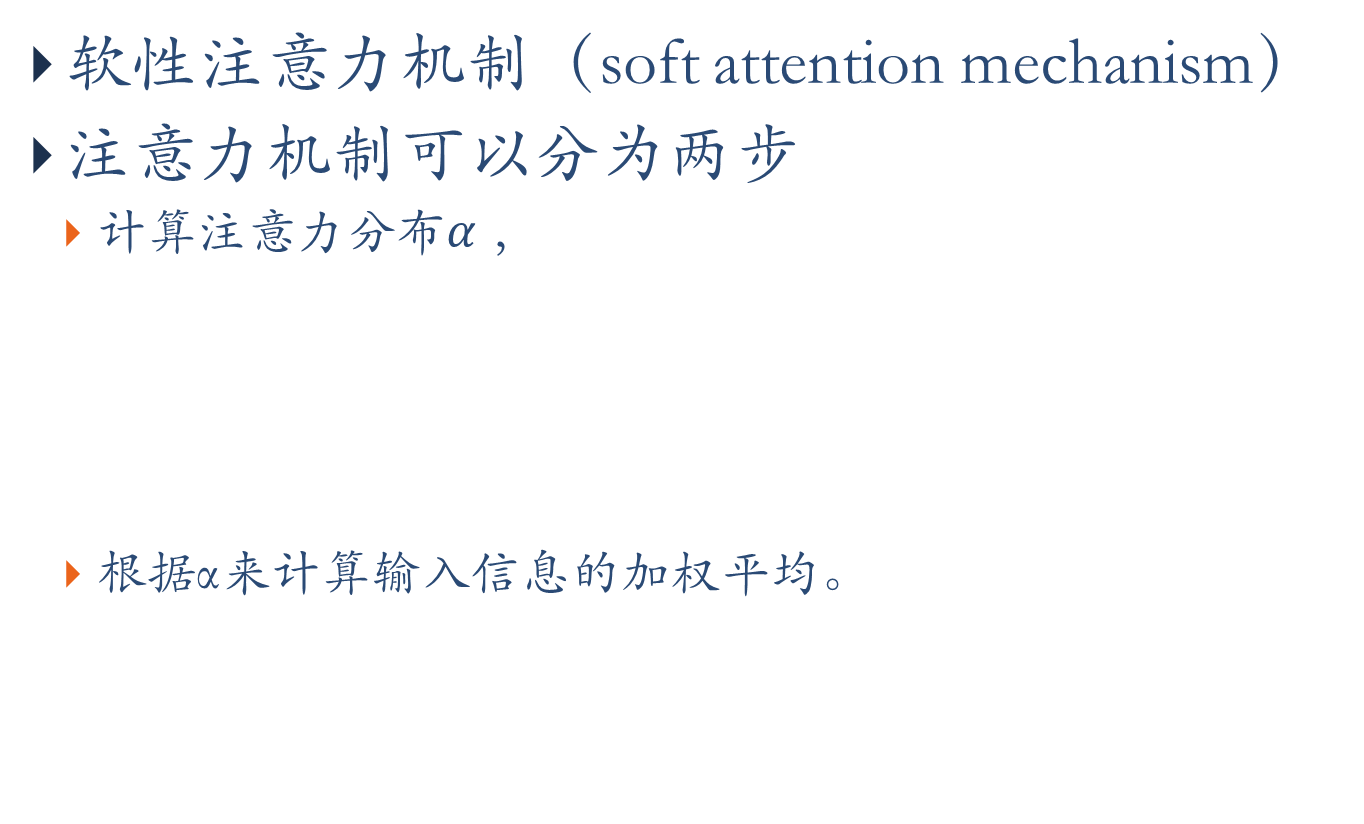 软性注意力机制（soft attention mechanism）
注意力机制可以分为两步
计算注意力分布α，
根据α来计算输入信息的加权平均。